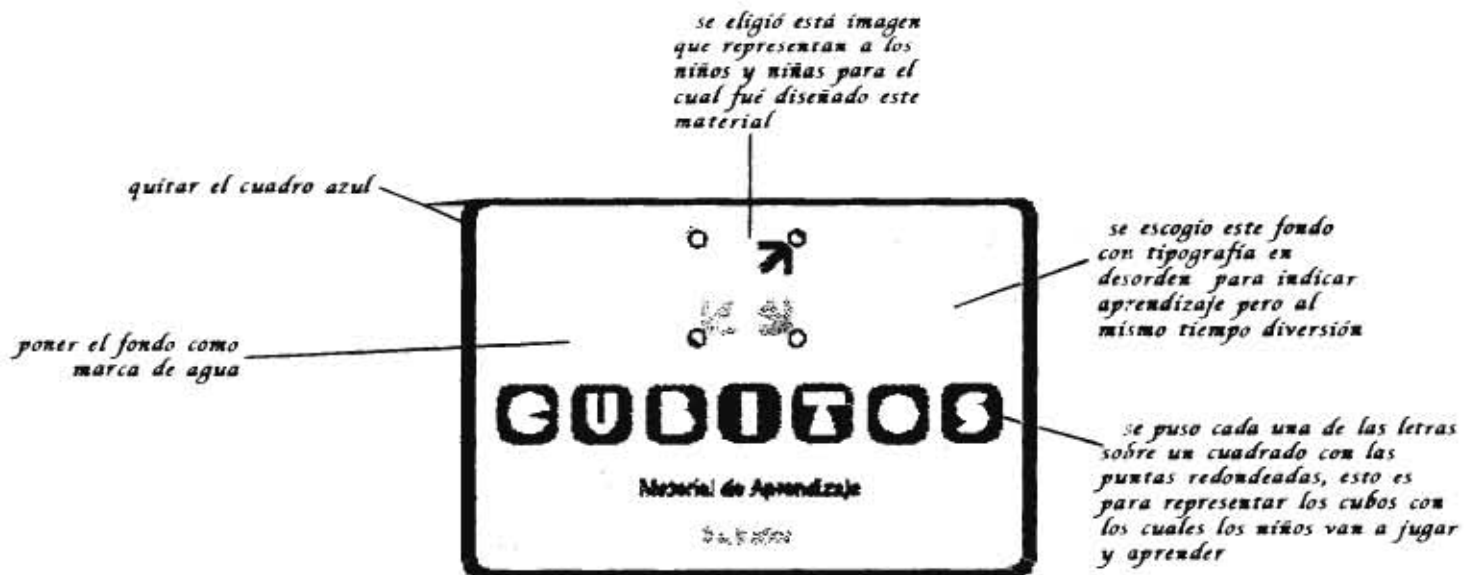 se eligió está imagen
que representan a los
niños y niñas para el
cual fué diseñado este
material
quitar el cuadro azul
se escogio este fondo
con tipografía en
desorden para indicar
aprendizaje pero al
mismo tiempo diversión
poner el fondo como
marca de agua
CUBITOS
se puso cada una de las letras
sobre un cuadrado con las
puntas redondeadas, esto es
para representar los cubos con
los cuales los niños van a jugar
y aprender
Material de Aprendizaje